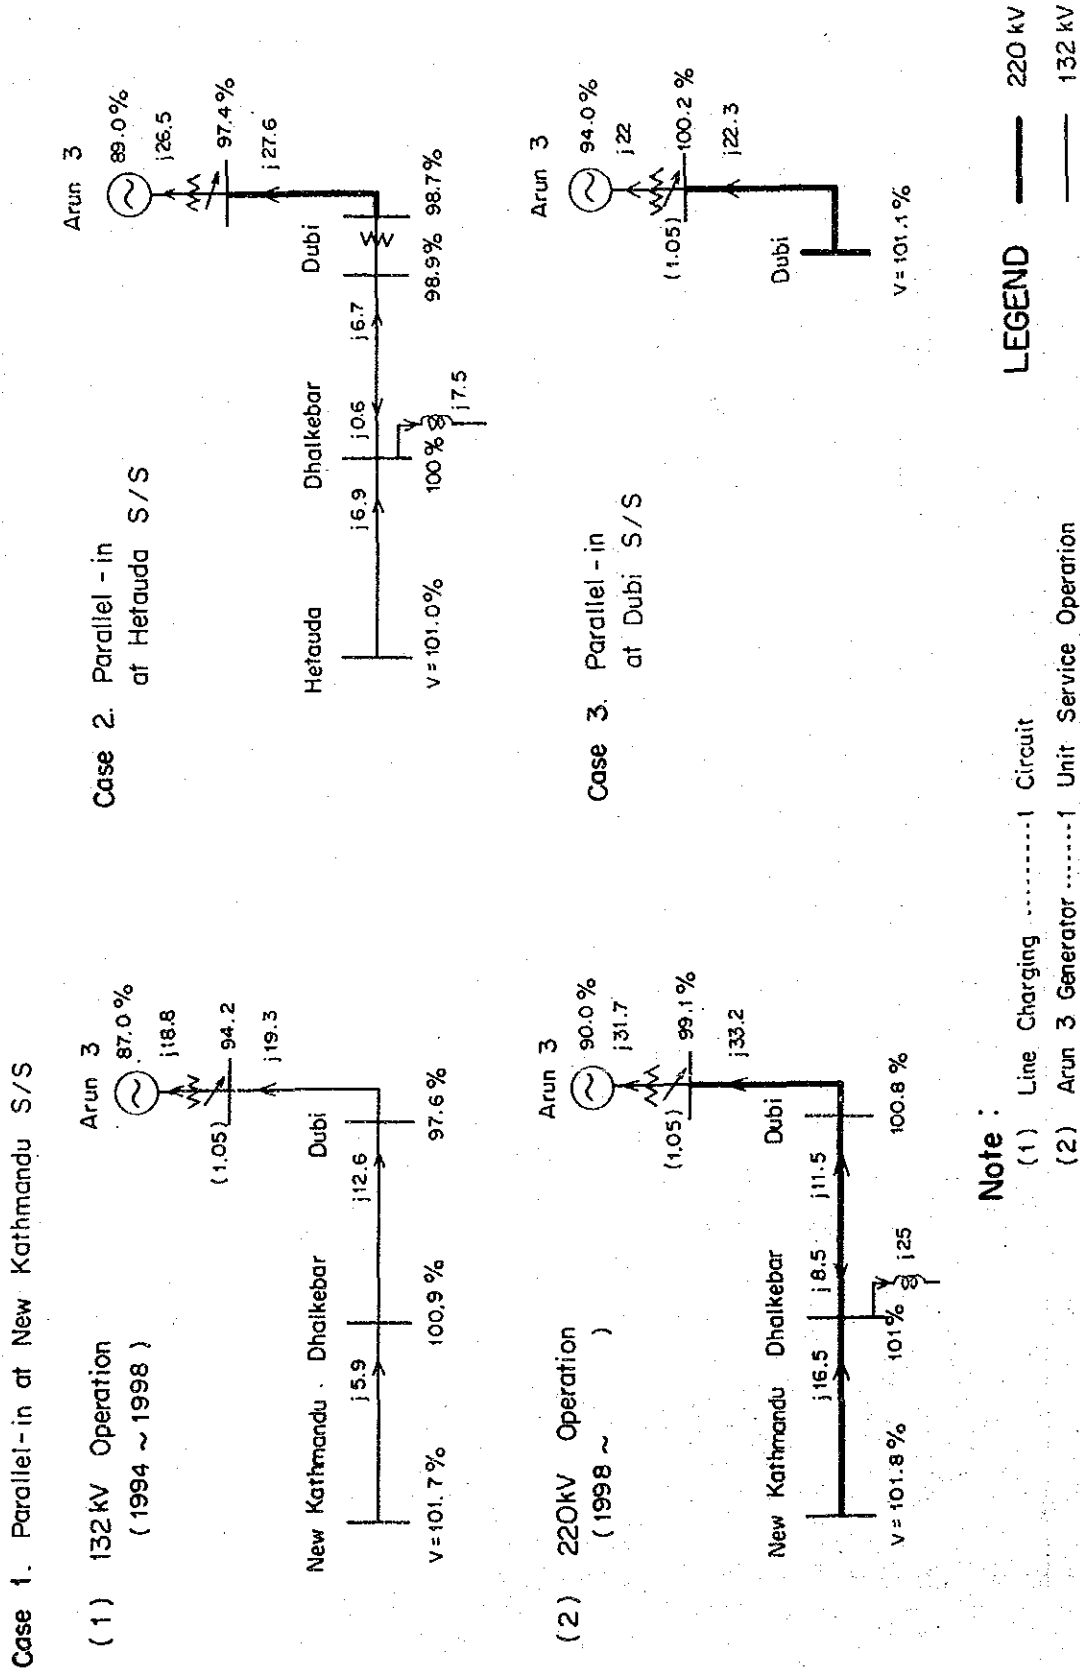 Case 1. Parallel-in at New Kathmandu S/S
(1) 132kV Operation
(1994 ~ 1998 )
Arun 3
87.0%
j18.8
94.2
(1.05)
j19.3
New Kathmandu
Dhalkebar
Dubi
j5.9
j12.6
V=101.7%
100.9%
97.6%
(2) 220kV Operation
(1998 ~ )
Arun 3
90.0%
j31.7
99.1%
(1.05)
j33.2
New Kathmandu
Dhalkebar
Dubi
j16.5
j8.5
j11.5
V=101.8%
101%
j25
100.8%
Case 2. Parallel-in
at Hetauda S/S
Arun 3
89.0%
j26.5
97.4%
j27.6
Hetauda
Dhalkebar
Dubi
j6.9
j0.6
j6.7
V=101.0%
100%
j7.5
98.9%
98.7%
Case 3. Parallel-in
at Dubi S/S
Arun 3
94.0%
j22
100.2%
(1.05)
j22.3
Dubi
V=101.1%
Note :
(1) Line Charging ---------1 Circuit
(2) Arun 3 Generator -------1 Unit Service Operation
LEGEND
220 kV
132 kV